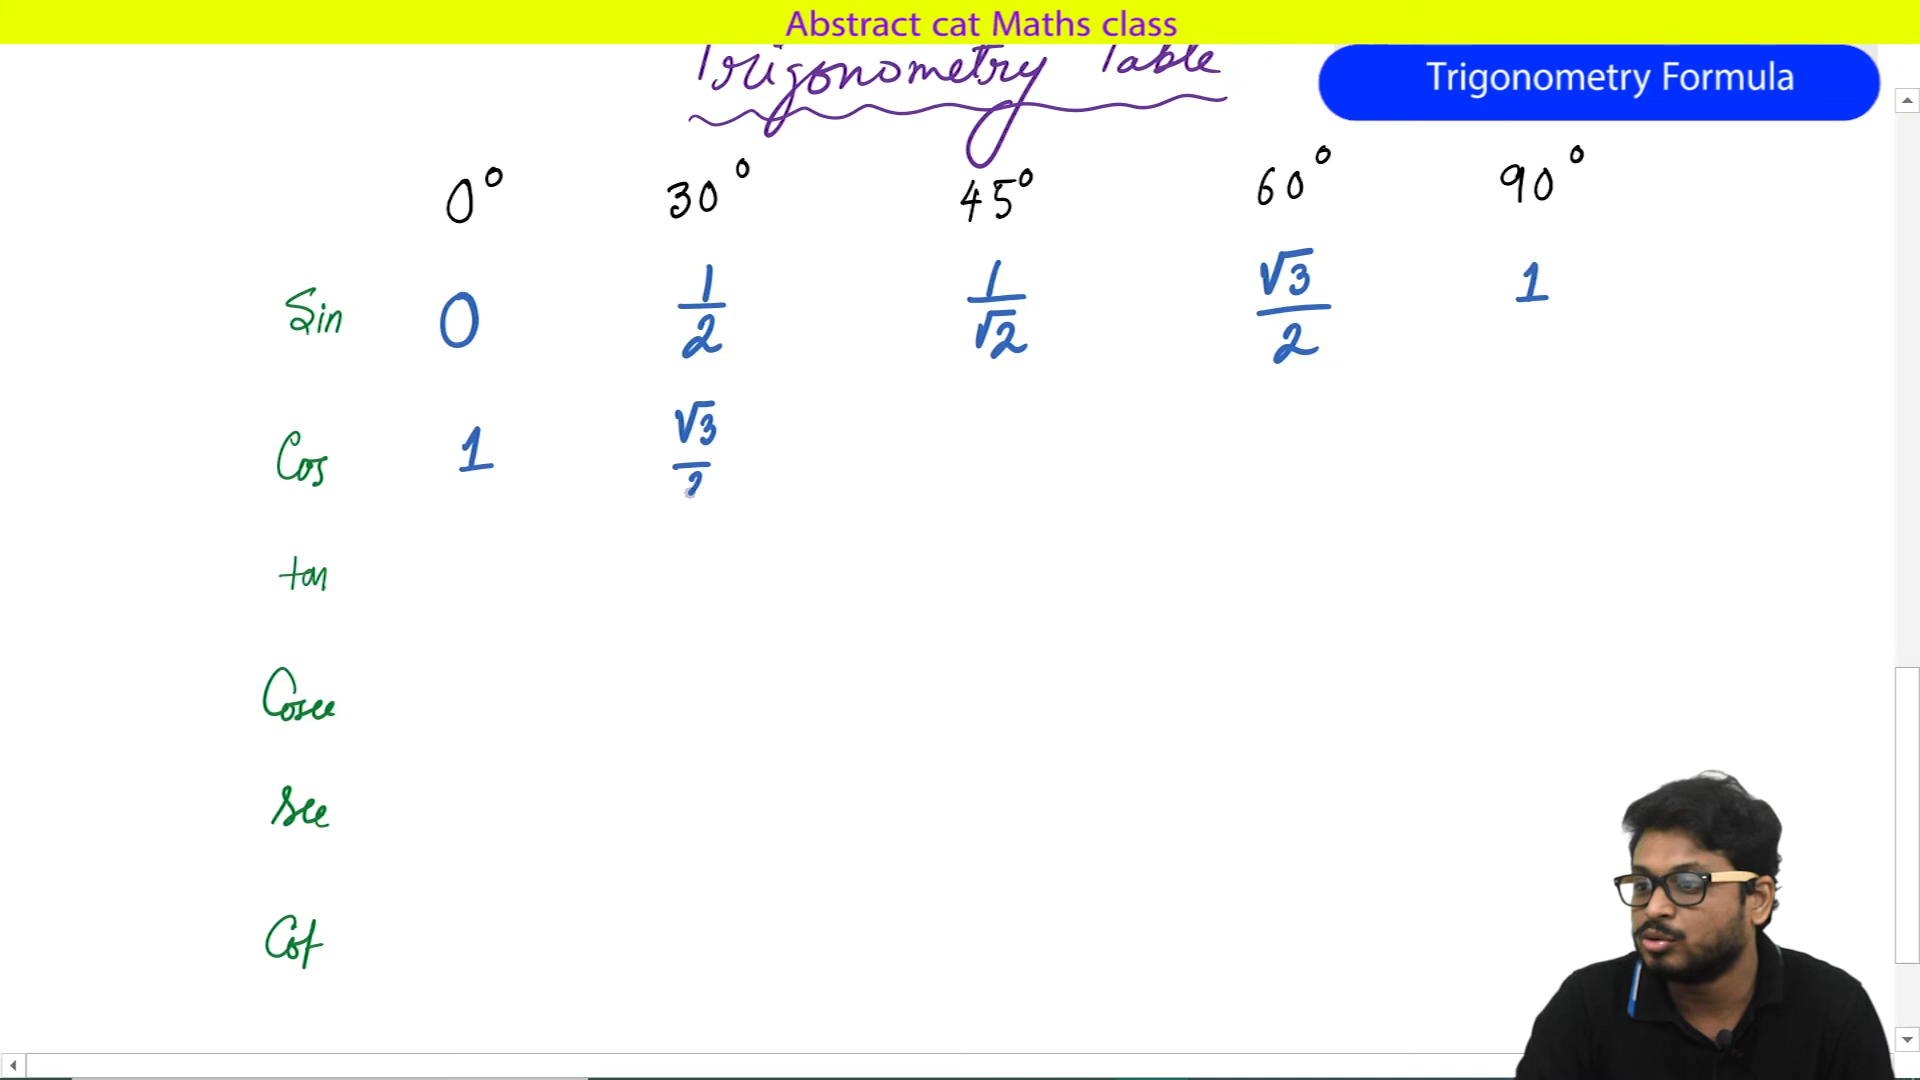 Abstract cat Maths class
Trigonometry Table
Trigonometry Formula
0° 30° 45° 60° 90°
Sin 0 1/2 1/√2 √3/2 1
Cos 1 √3/2
tan
Cosec
sec
Cot